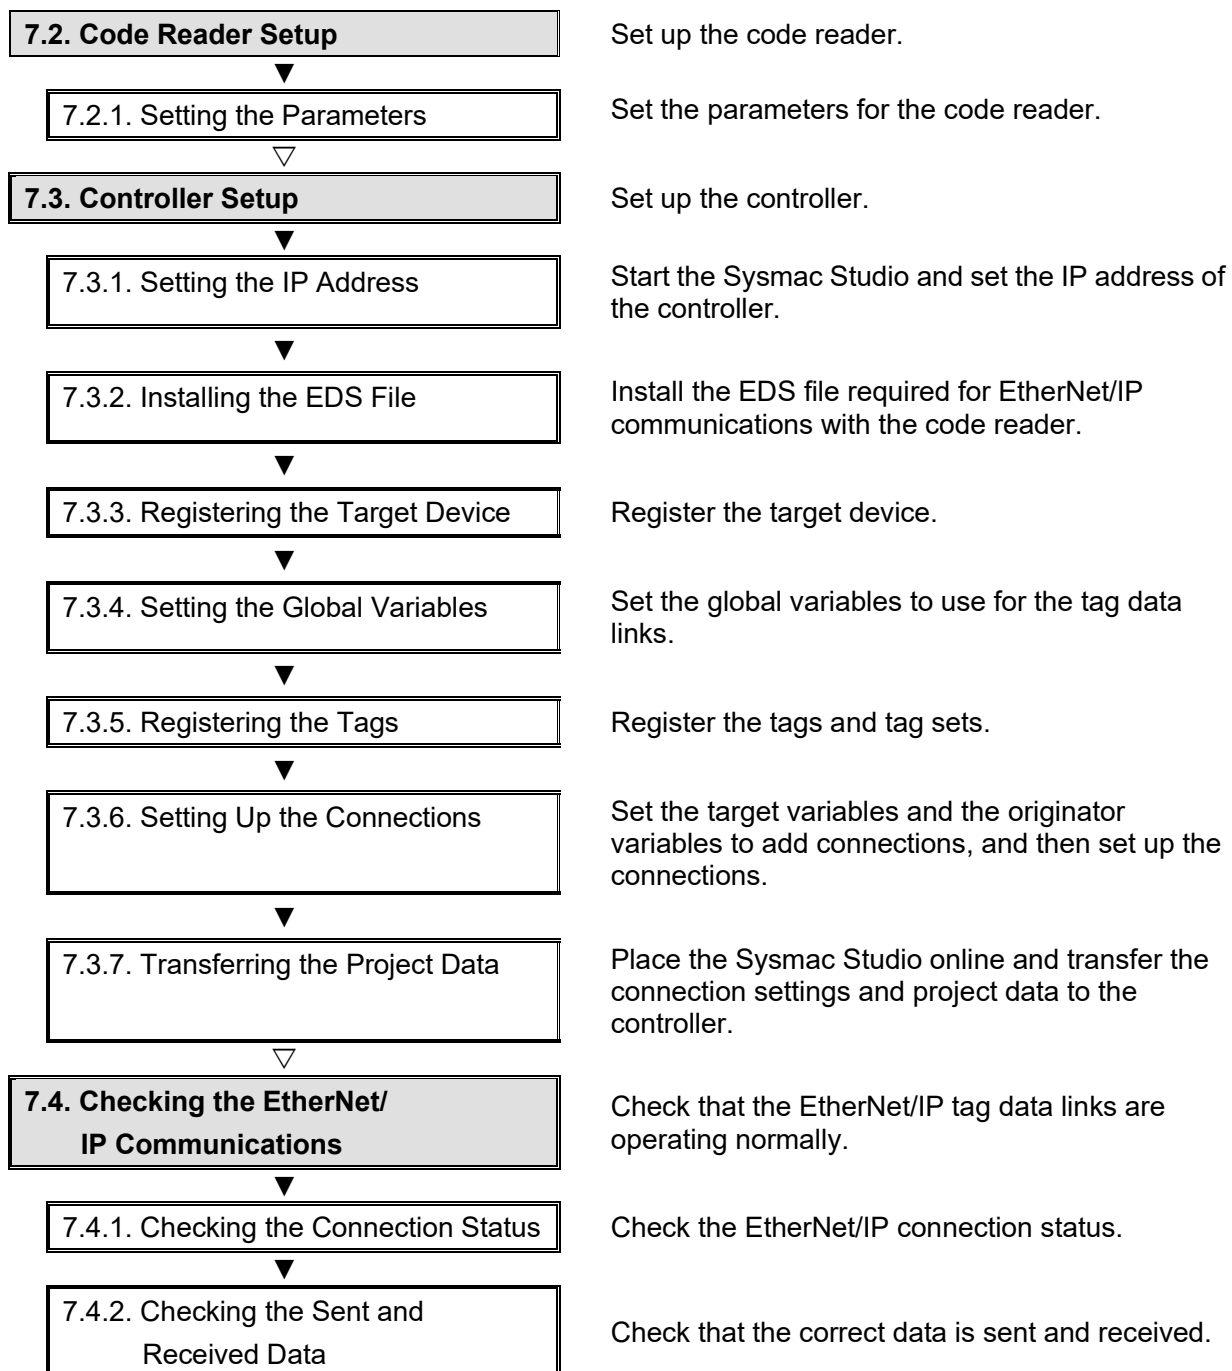 7.2. Code Reader Setup
Set up the code reader.
▼
7.2.1. Setting the Parameters
Set the parameters for the code reader.
▽
7.3. Controller Setup
Set up the controller.
▼
7.3.1. Setting the IP Address
Start the Sysmac Studio and set the IP address of
the controller.
▼
7.3.2. Installing the EDS File
Install the EDS file required for EtherNet/IP
communications with the code reader.
▼
7.3.3. Registering the Target Device
Register the target device.
▼
7.3.4. Setting the Global Variables
Set the global variables to use for the tag data
links.
▼
7.3.5. Registering the Tags
Register the tags and tag sets.
▼
7.3.6. Setting Up the Connections
Set the target variables and the originator
variables to add connections, and then set up the
connections.
▼
7.3.7. Transferring the Project Data
Place the Sysmac Studio online and transfer the
connection settings and project data to the
controller.
▽
7.4. Checking the EtherNet/
IP Communications
Check that the EtherNet/IP tag data links are
operating normally.
▼
7.4.1. Checking the Connection Status
Check the EtherNet/IP connection status.
▼
7.4.2. Checking the Sent and
Received Data
Check that the correct data is sent and received.